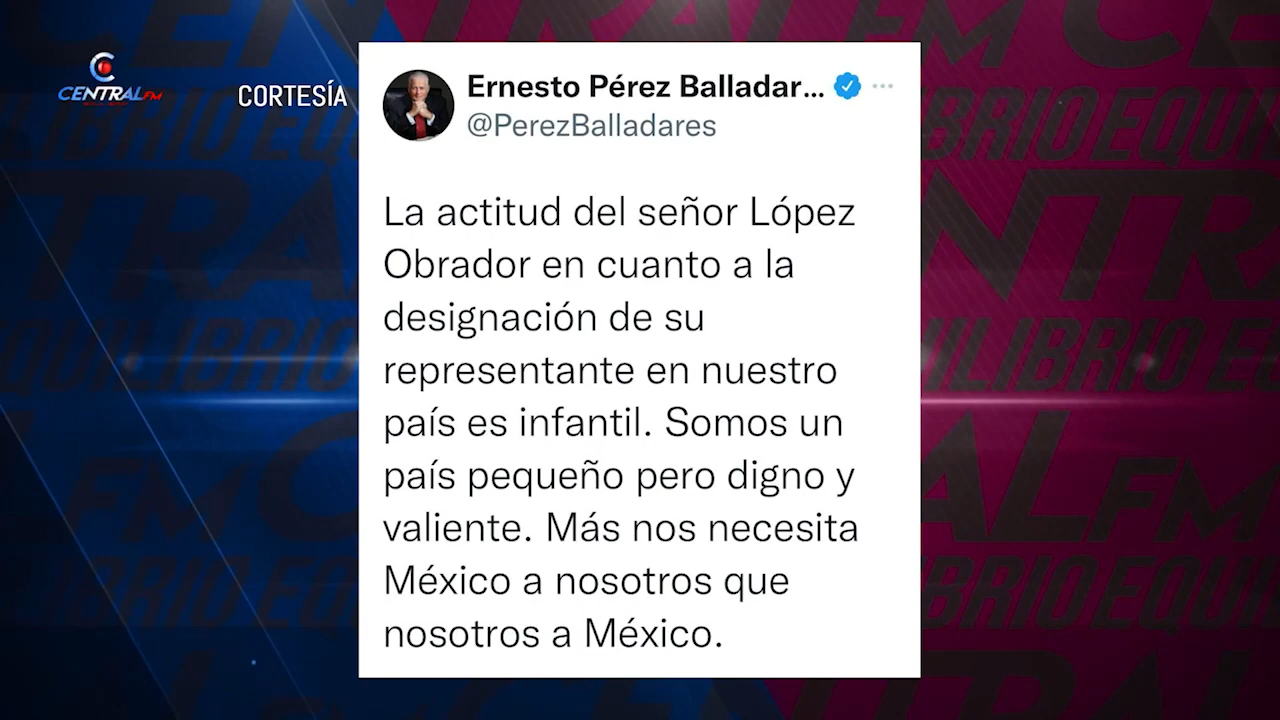 CENTRAL FM
CORTESÍA
Ernesto Pérez Balladar...
@PerezBalladares
La actitud del señor López
Obrador en cuanto a la
designación de su
representante en nuestro
país es infantil. Somos un
país pequeño pero digno y
valiente. Más nos necesita
México a nosotros que
nosotros a México.